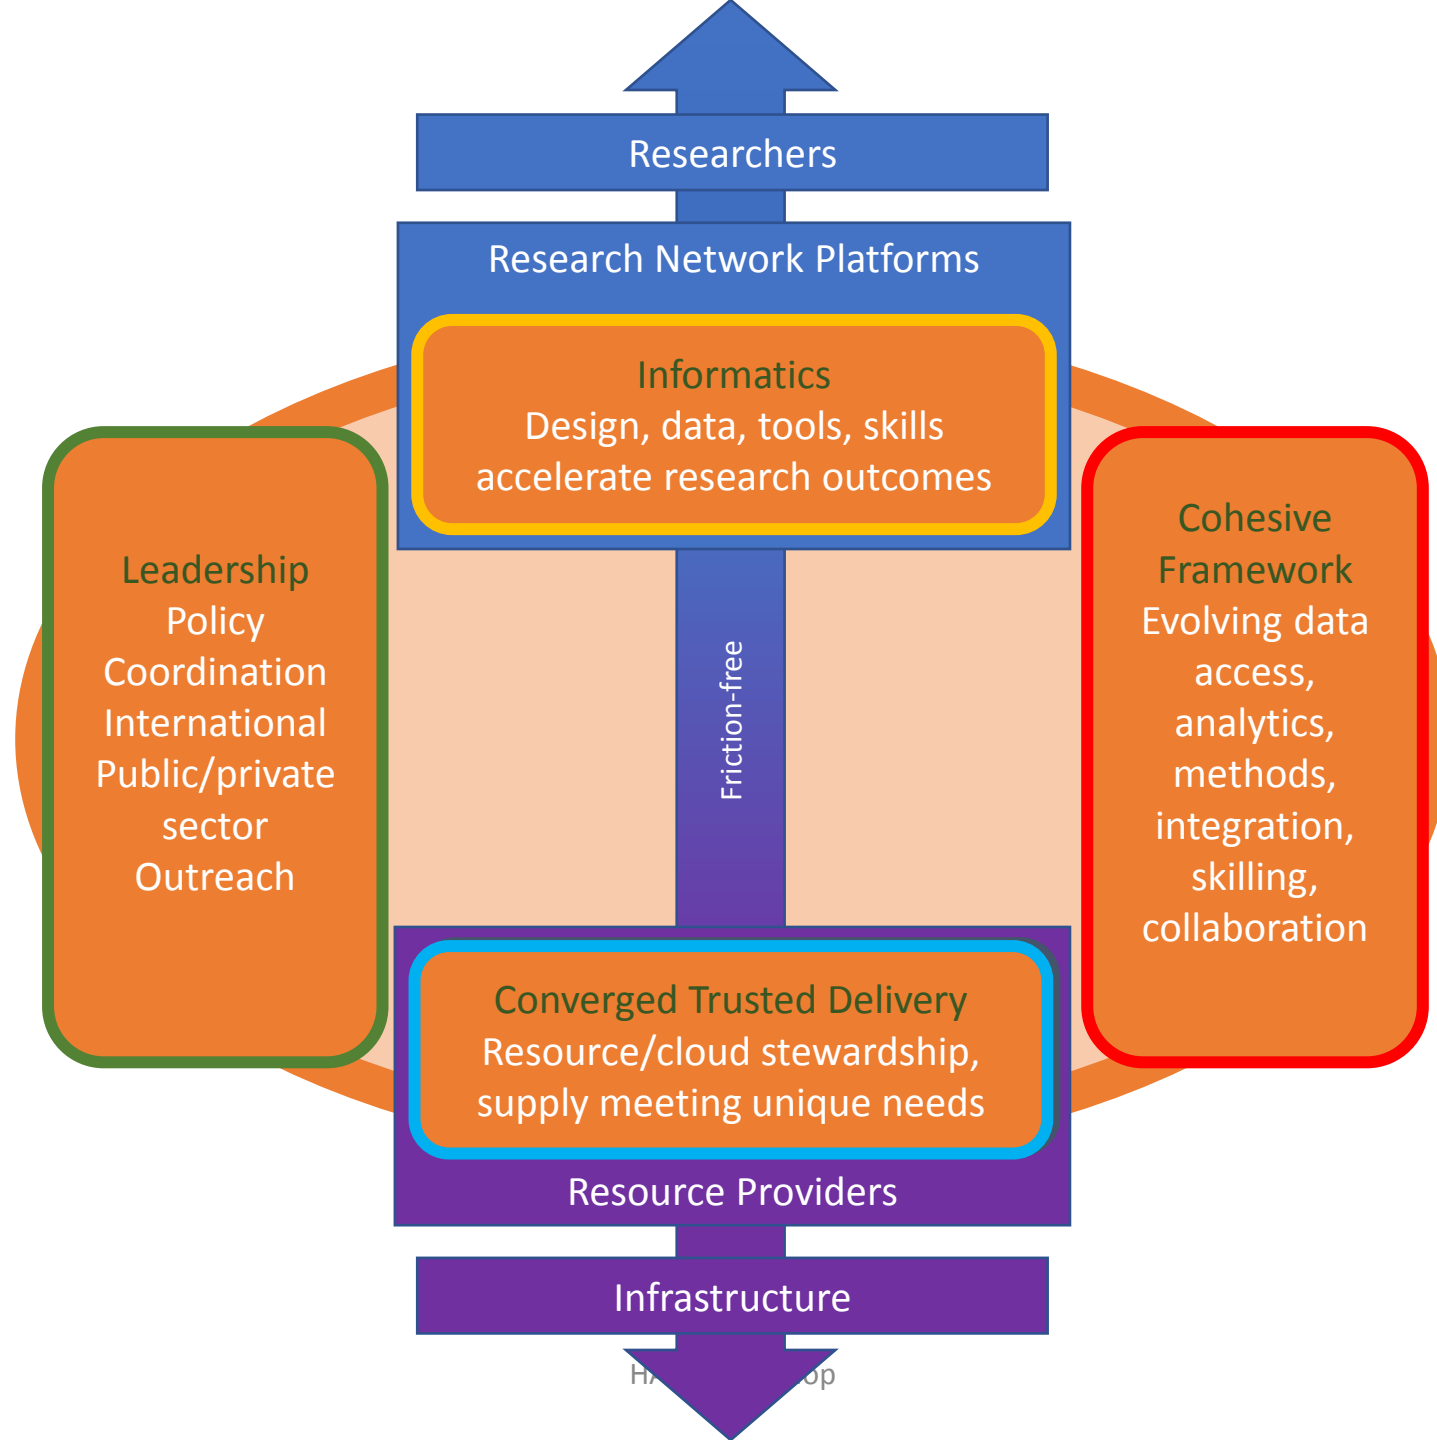 Researchers
Research Network Platforms
Informatics
Design, data, tools, skills
accelerate research outcomes
Leadership
Policy
Coordination
International
Public/private
sector
Outreach
Friction-free
Cohesive
Framework
Evolving data
access,
analytics,
methods,
integration,
skilling,
collaboration
Converged Trusted Delivery
Resource/cloud stewardship,
supply meeting unique needs
Resource Providers
Infrastructure